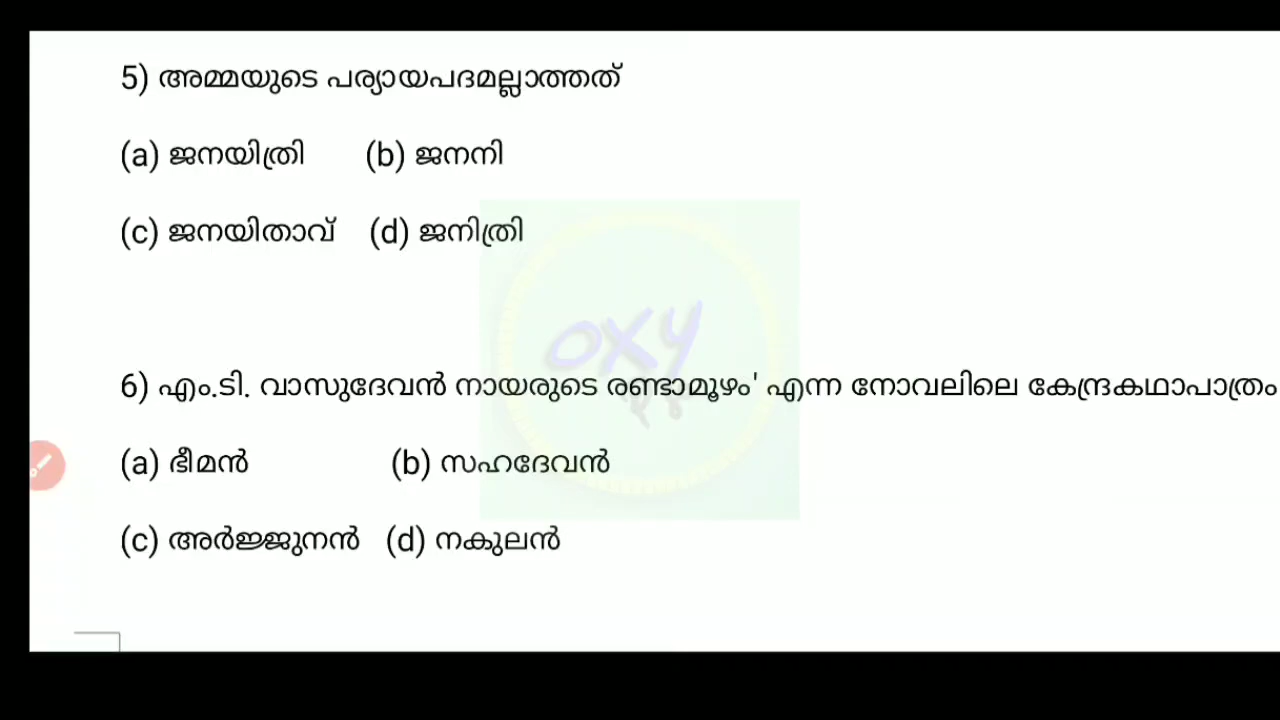 5) അമ്മയുടെ പര്യായപദമല്ലാത്തത്
(a) ജനയിത്രി (b) ജനനി
(c) ജനയിതാവ് (d) ജനിത്രി
oxy
6) എം.ടി. വാസുദേവൻ നായരുടെ രണ്ടാമൂഴം' എന്ന നോവലിലെ കേന്ദ്രകഥാപാത്രം
(a) ഭീമൻ (b) സഹദേവൻ
(c) അർജ്ജുനൻ (d) നകുലൻ